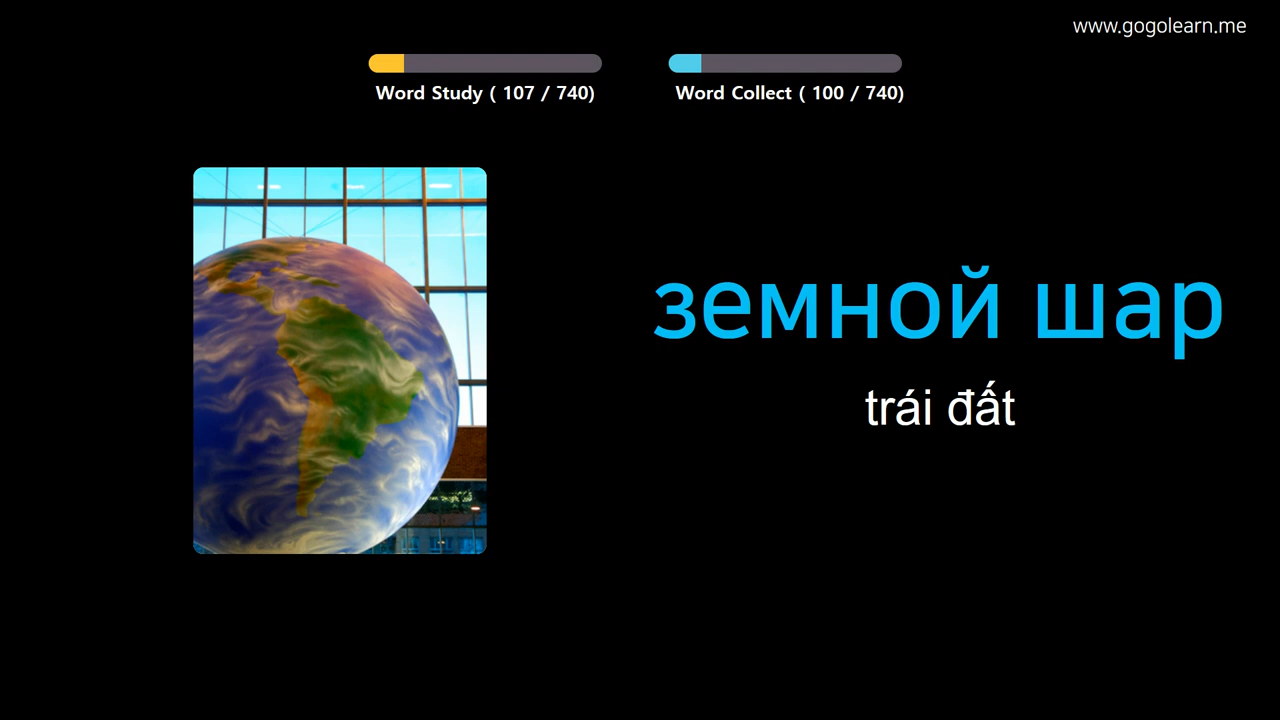 www.gogolearn.me
Word Study ( 107 / 740)
Word Collect ( 100 / 740)
земной шар
trái đất